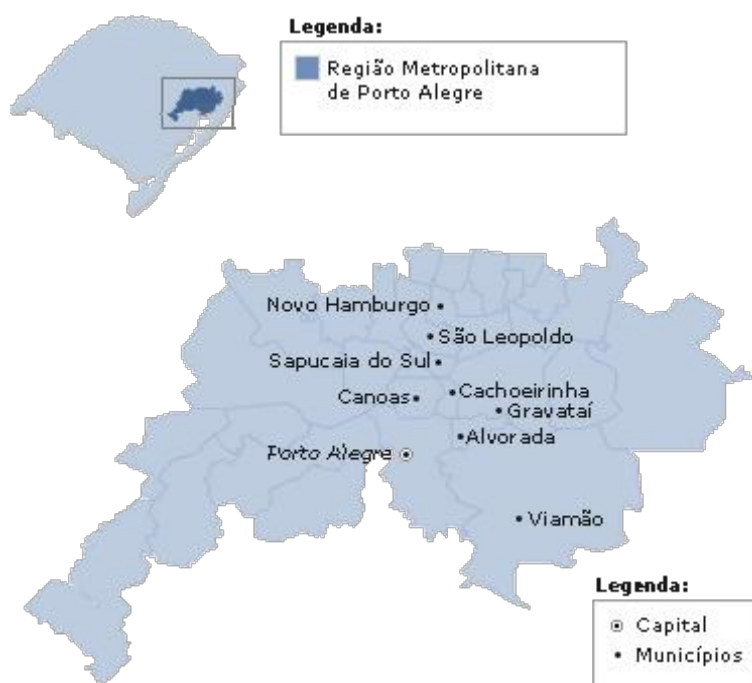 Legenda:
Região Metropolitana
de Porto Alegre
Novo Hamburgo
São Leopoldo
Sapucaia do Sul
Cachoeirinha
Canoas
Gravataí
Alvorada
Porto Alegre
Viamão
Legenda:
Capital
Municípios